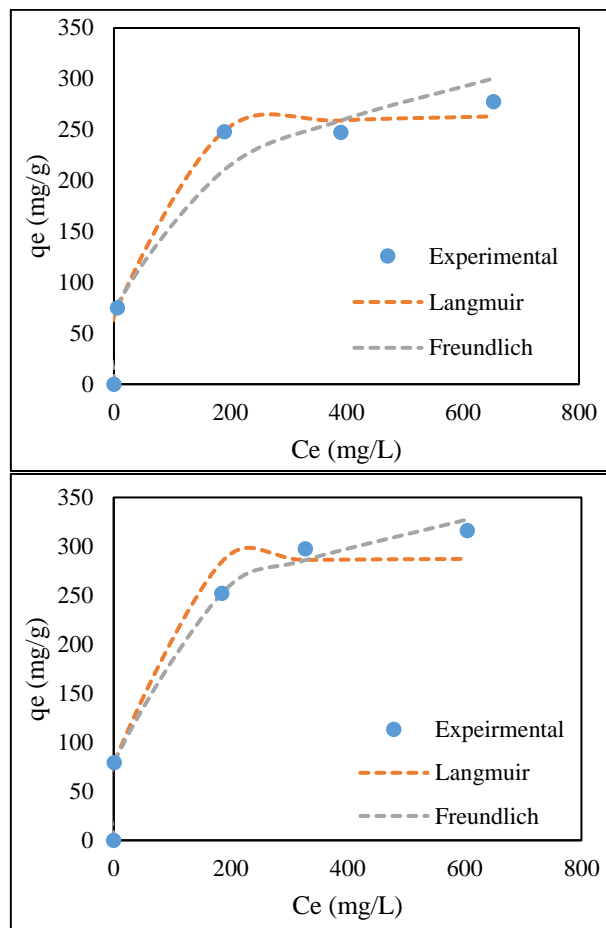 350
300
250
200
150
100
50
0
qe (mg/g)
Experimental
Langmuir
Freundlich
0 200 400 600 800
Ce (mg/L)
350
300
250
200
150
100
50
0
qe (mg/g)
Expeirmental
Langmuir
Freundlich
0 200 400 600 800
Ce (mg/L)